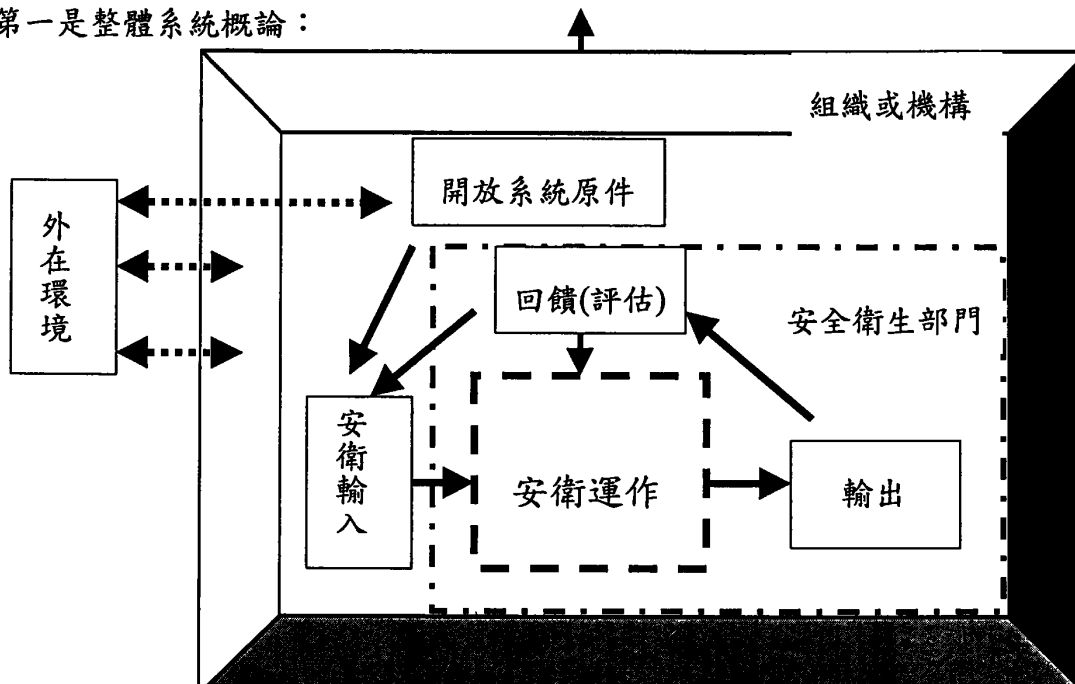 第一是整體系統概論：
組織或機構
開放系統原件
外在環境
回饋(評估)
安全衛生部門
安衛輸入
安衛運作
輸出